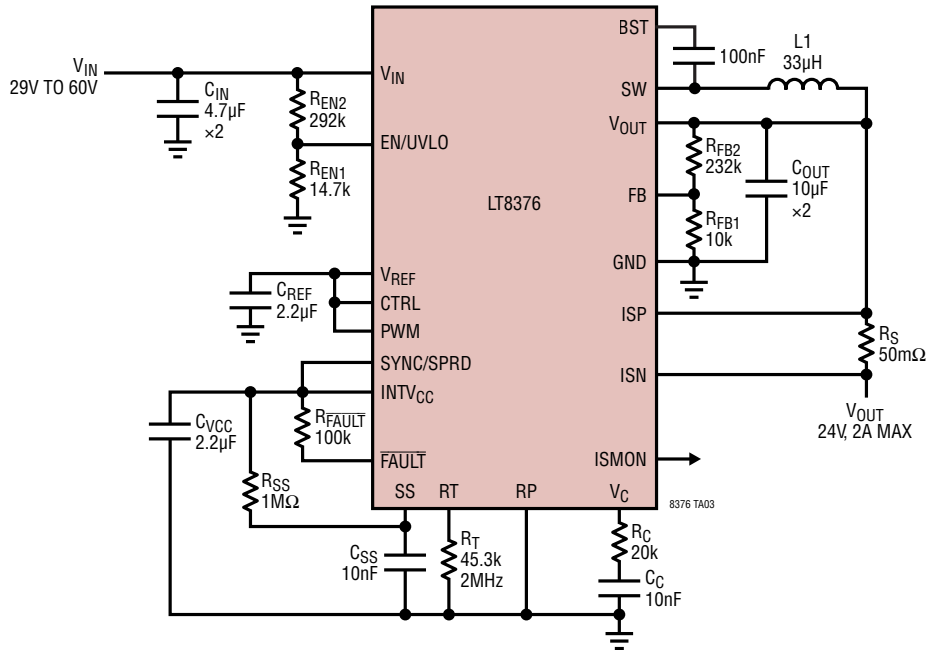 BST
100nF
L1
33µH
VIN
29V TO 60V
VIN
SW
CIN
4.7µF
×2
REN2
292k
VOUT
EN/UVLO
RFB2
232k
COUT
10µF
×2
REN1
14.7k
LT8376
FB
RFB1
10k
GND
VREF
CREF
2.2µF
CTRL
ISP
PWM
RS
50mΩ
SYNC/SPRD
ISN
INTVCC
CVCC
2.2µF
RFAULT
100k
VOUT
24V, 2A MAX
FAULT
ISMON
RSS
1MΩ
SS
RT
RP
VC
8376 TA03
CSS
10nF
RT
45.3k
2MHz
RC
20k
CC
10nF